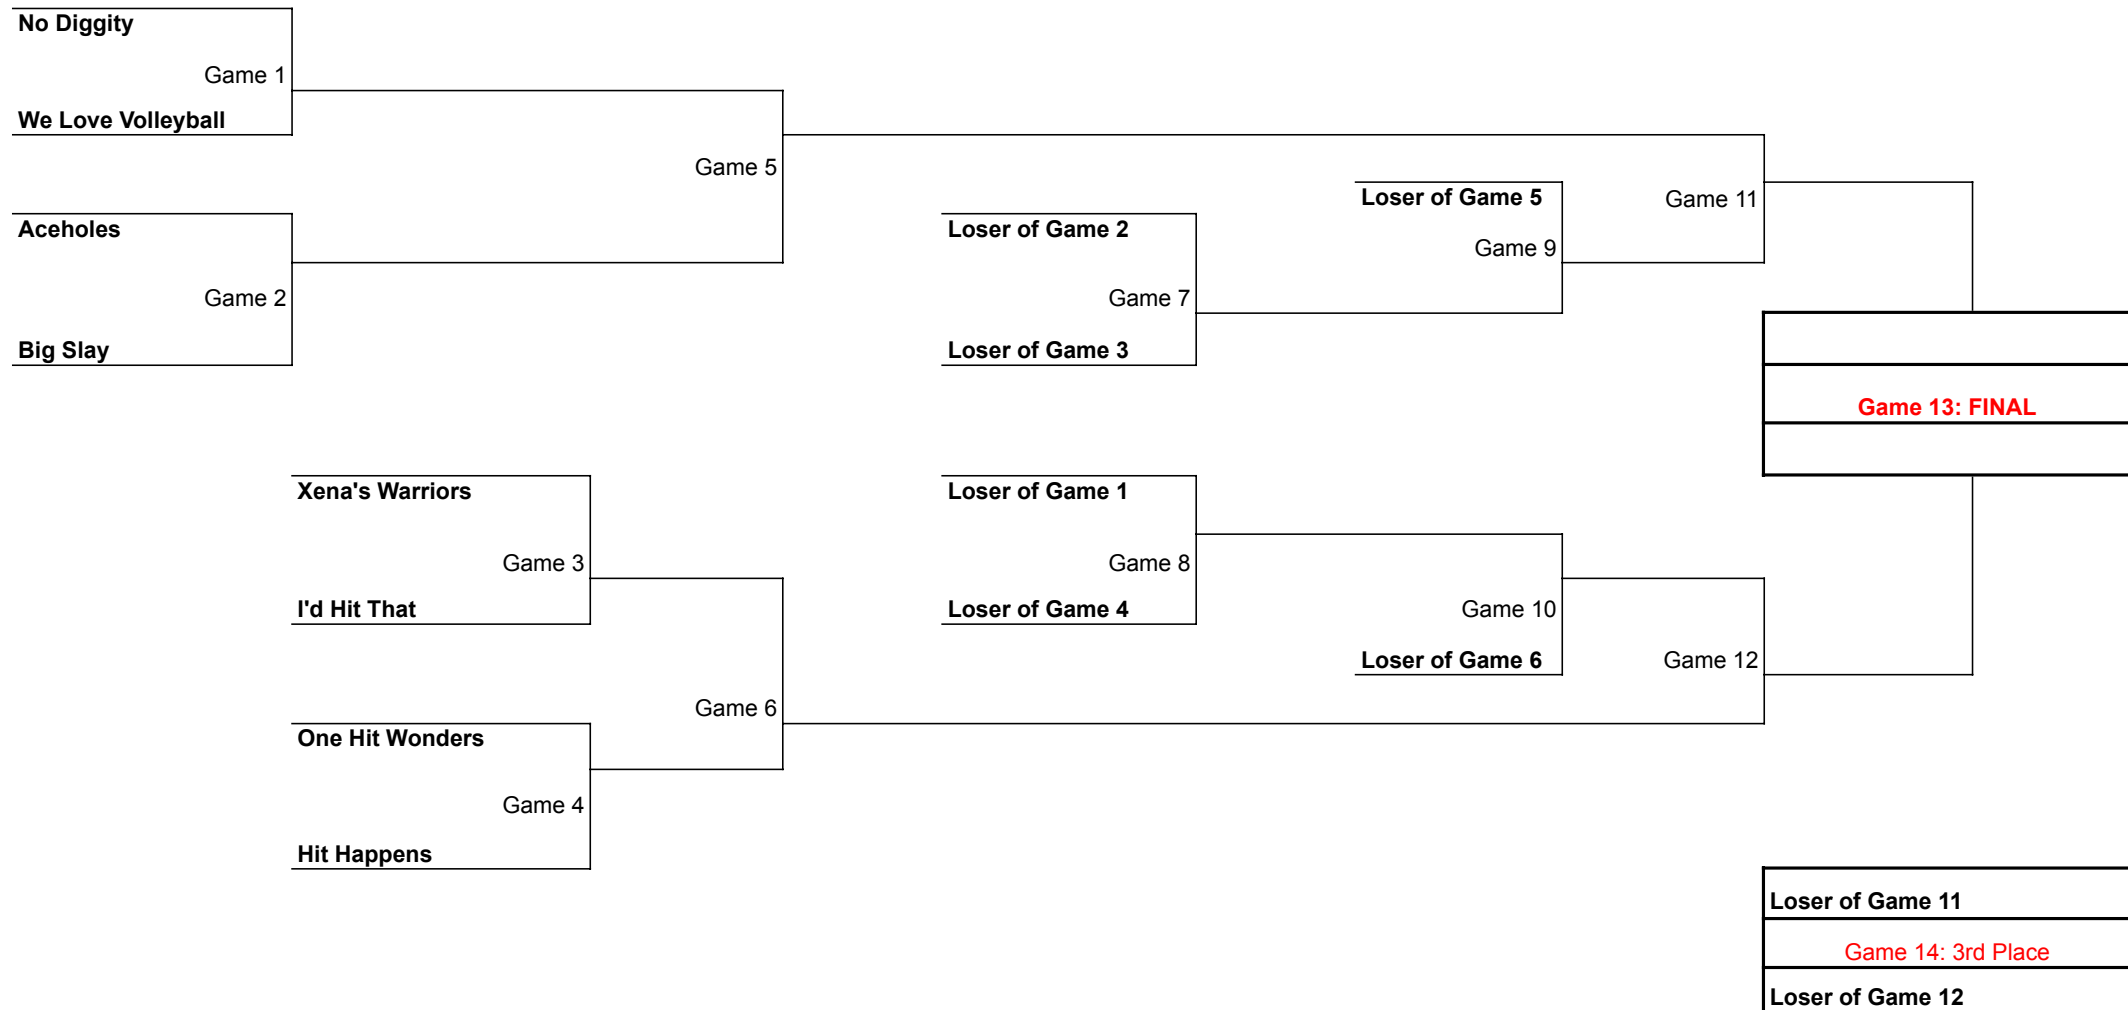 No Diggity
Game 1
We Love Volleyball
Game 5
Loser of Game 5
Game 11
Aceholes
Loser of Game 2
Game 9
Game 2
Game 7
Big Slay
Loser of Game 3
Game 13: FINAL
Xena's Warriors
Loser of Game 1
Game 3
Game 8
I'd Hit That
Loser of Game 4
Game 10
Loser of Game 6
Game 12
Game 6
One Hit Wonders
Game 4
Hit Happens
Loser of Game 11
Game 14: 3rd Place
Loser of Game 12